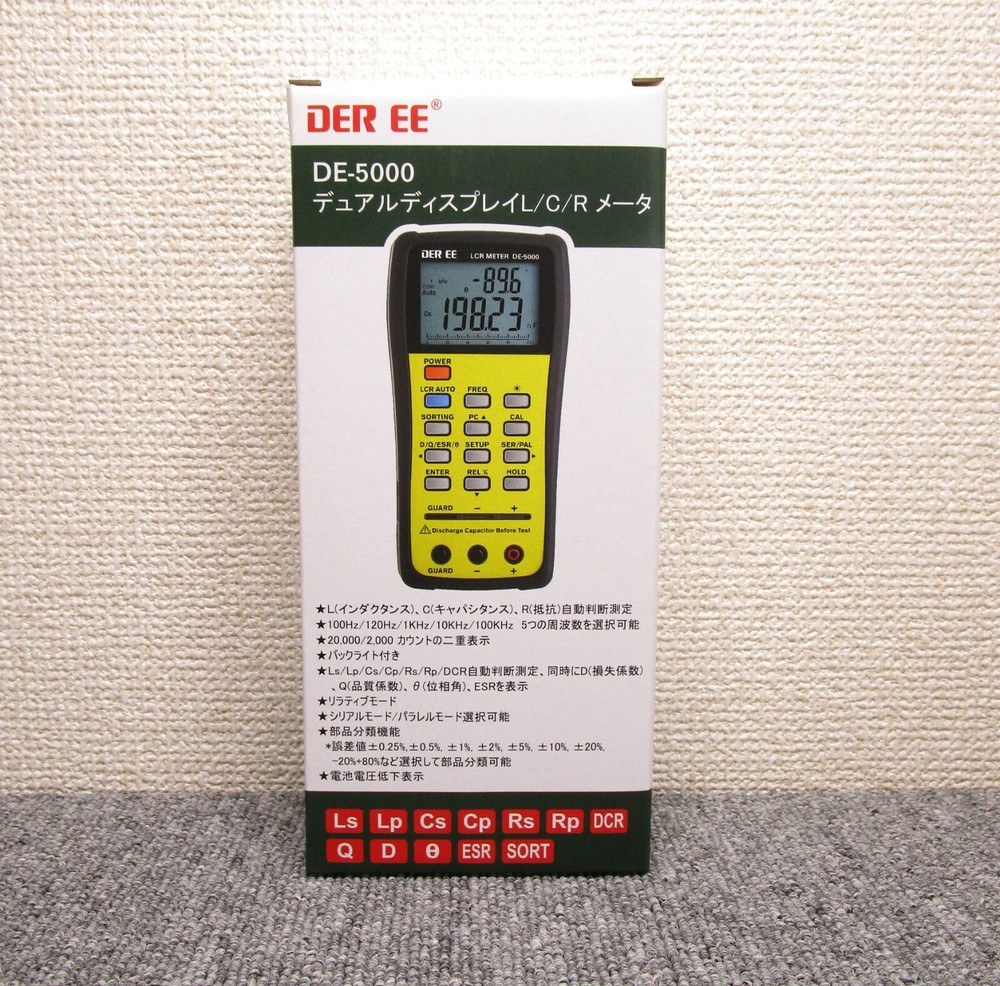 DER EE®
DE-5000
デュアルディスプレイL/C/R メータ
DER EE LCR METER DE-5000
-89.6
Auto θ
198.23
Cs nF
POWER
LCR AUTO FREQ ☀
SORTING PC ▲ CAL
D/Q/ESR/θ SETUP SER/PAL
ENTER REL % HOLD
GUARD − +
⚠ Discharge Capacitor Before Test
GUARD − +
★L(インダクタンス)、C(キャパシタンス)、R(抵抗)自動判断測定
★100Hz/120Hz/1KHz/10KHz/100KHz 5つの周波数を選択可能
★20,000/2,000 カウントの二重表示
★バックライト付き
★Ls/Lp/Cs/Cp/Rs/Rp/DCR自動判断測定、同時にD(損失係数)
、Q(品質係数)、θ(位相角)、ESRを表示
★リラティブモード
★シリアルモード/パラレルモード選択可能
★部品分類機能
*誤差値±0.25%,±0.5%, ±1%, ±2%, ±5%, ±10%, ±20%,
-20%+80%など選択して部品分類可能
★電池電圧低下表示
Ls Lp Cs Cp Rs Rp DCR
Q D θ ESR SORT